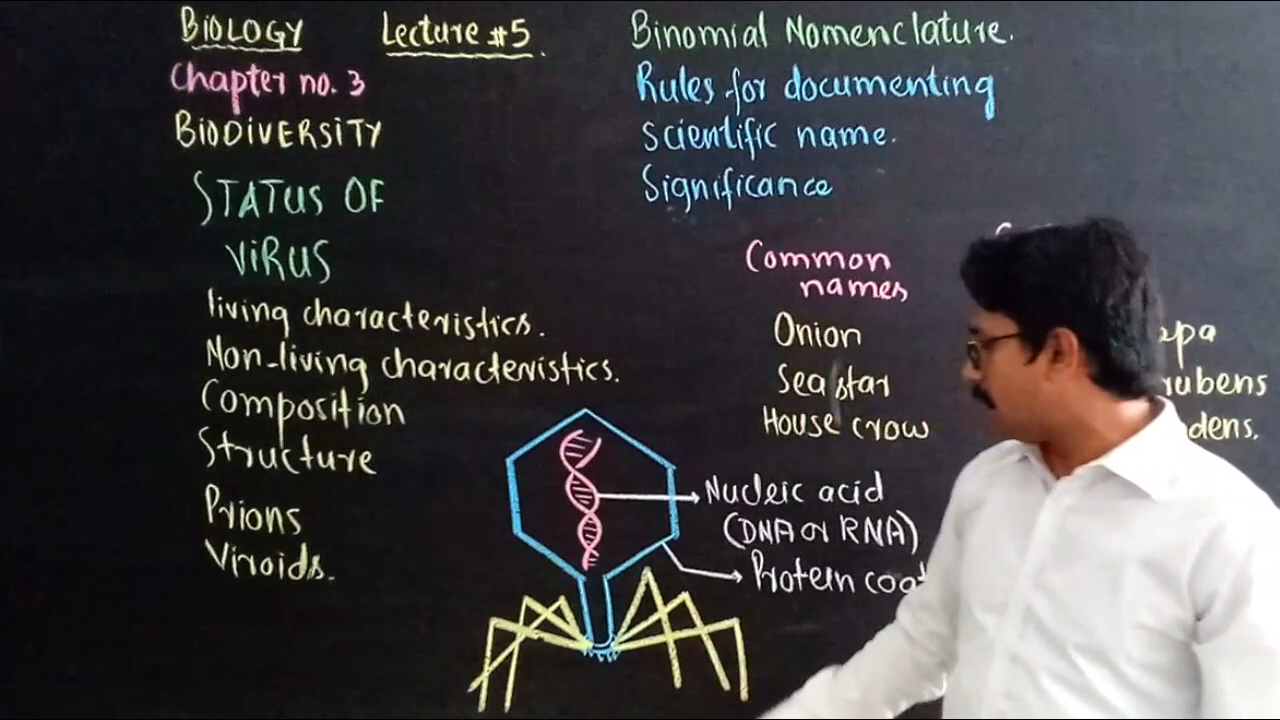 BIOLOGY Lecture #5
Chapter no. 3
BIODIVERSITY
STATUS OF
VIRUS
living characteristics.
Non-living characteristics.
Composition
Structure
Prions
Viroids.
Binomial Nomenclature.
Rules for documenting
scientific name.
Significance
Common
names
Onion
Sea star
House crow
rubens
Nucleic acid
(DNA or RNA)
Protein coat